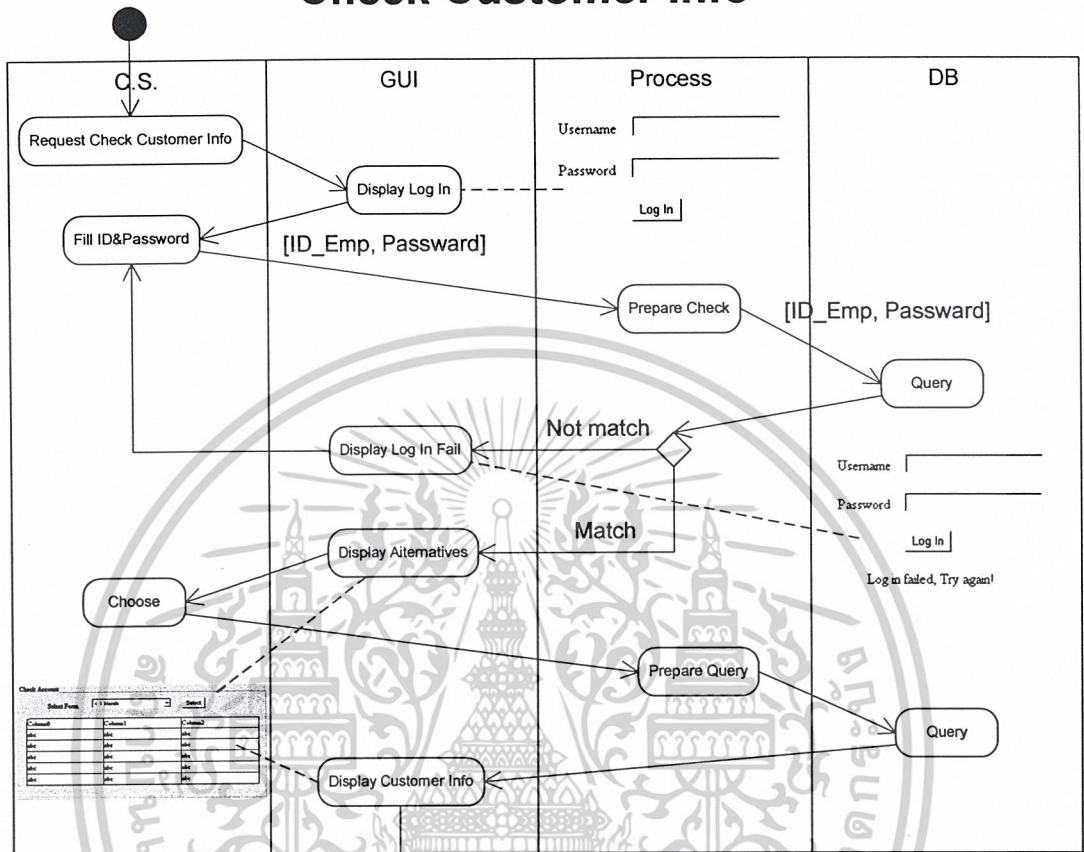 Check Customer Info
C.S.
GUI
Process
DB
Request Check Customer Info
Username
Password
Log In
Display Log In
Fill ID&Password
[ID_Emp, Passward]
Prepare Check
[ID_Emp, Passward]
Query
Not match
Display Log In Fail
Username
Password
Log In
Log in failed, Try again!
Match
Display Alternatives
Choose
Prepare Query
Check Account
Select Form
< 1 Month
Select
Column0 Column1 Column2
abc abc abc
abc abc abc
abc abc abc
abc abc abc
abc abc abc
Query
Display Customer Info